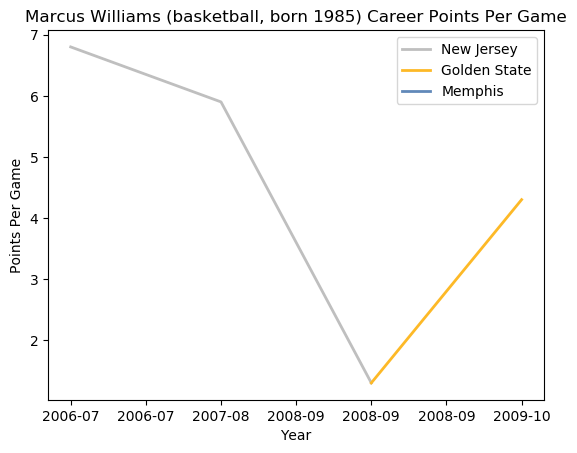 Marcus Williams (basketball, born 1985) Career Points Per Game
7
6
5
4
3
2
Points Per Game
New Jersey
Golden State
Memphis
2006-07 2006-07 2007-08 2008-09 2008-09 2008-09 2009-10
Year